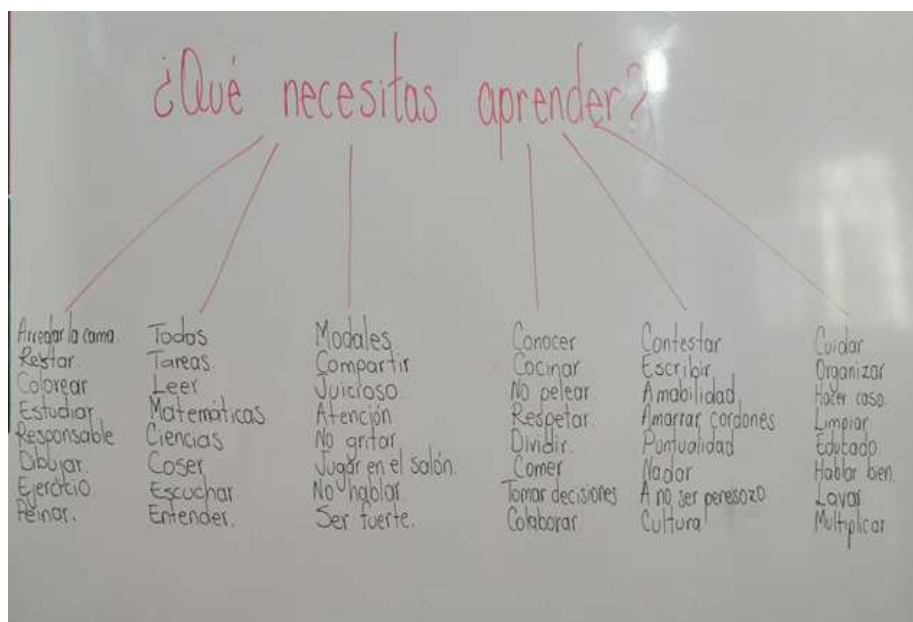 ¿Qué necesitas aprender?
Arreglar la cama.
Restar.
Colorear
Estudiar
Responsable
Dibujar.
Ejercicio.
Peinar.
Todos
Tareas.
Leer
Matemáticas
Ciencias
Coser
Escuchar.
Entender.
Modales
Compartir
Juicioso.
Atención
No gritar.
Jugar en el salón.
No hablar
Ser fuerte.
Conocer
Cocinar
No pelear
Respetar.
Dividir.
Comer
Tomar decisiones
Colaborar.
Contestar
Escribir.
Amabilidad.
Amarrar cordones
Puntualidad
Nadar
A no ser peresozo
Cultura
Cuidar
Organizar
Hacer caso.
Limpiar
Educado.
Hablar bien.
Lavar
Multiplicar